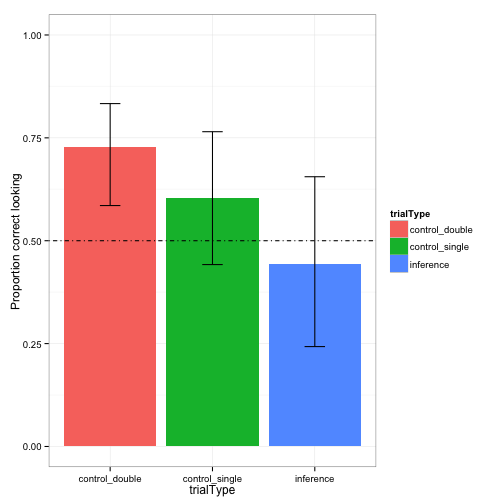 1.00
0.75
0.50
0.25
0.00
Proportion correct looking
control_double control_single inference
trialType
trialType
control_double
control_single
inference